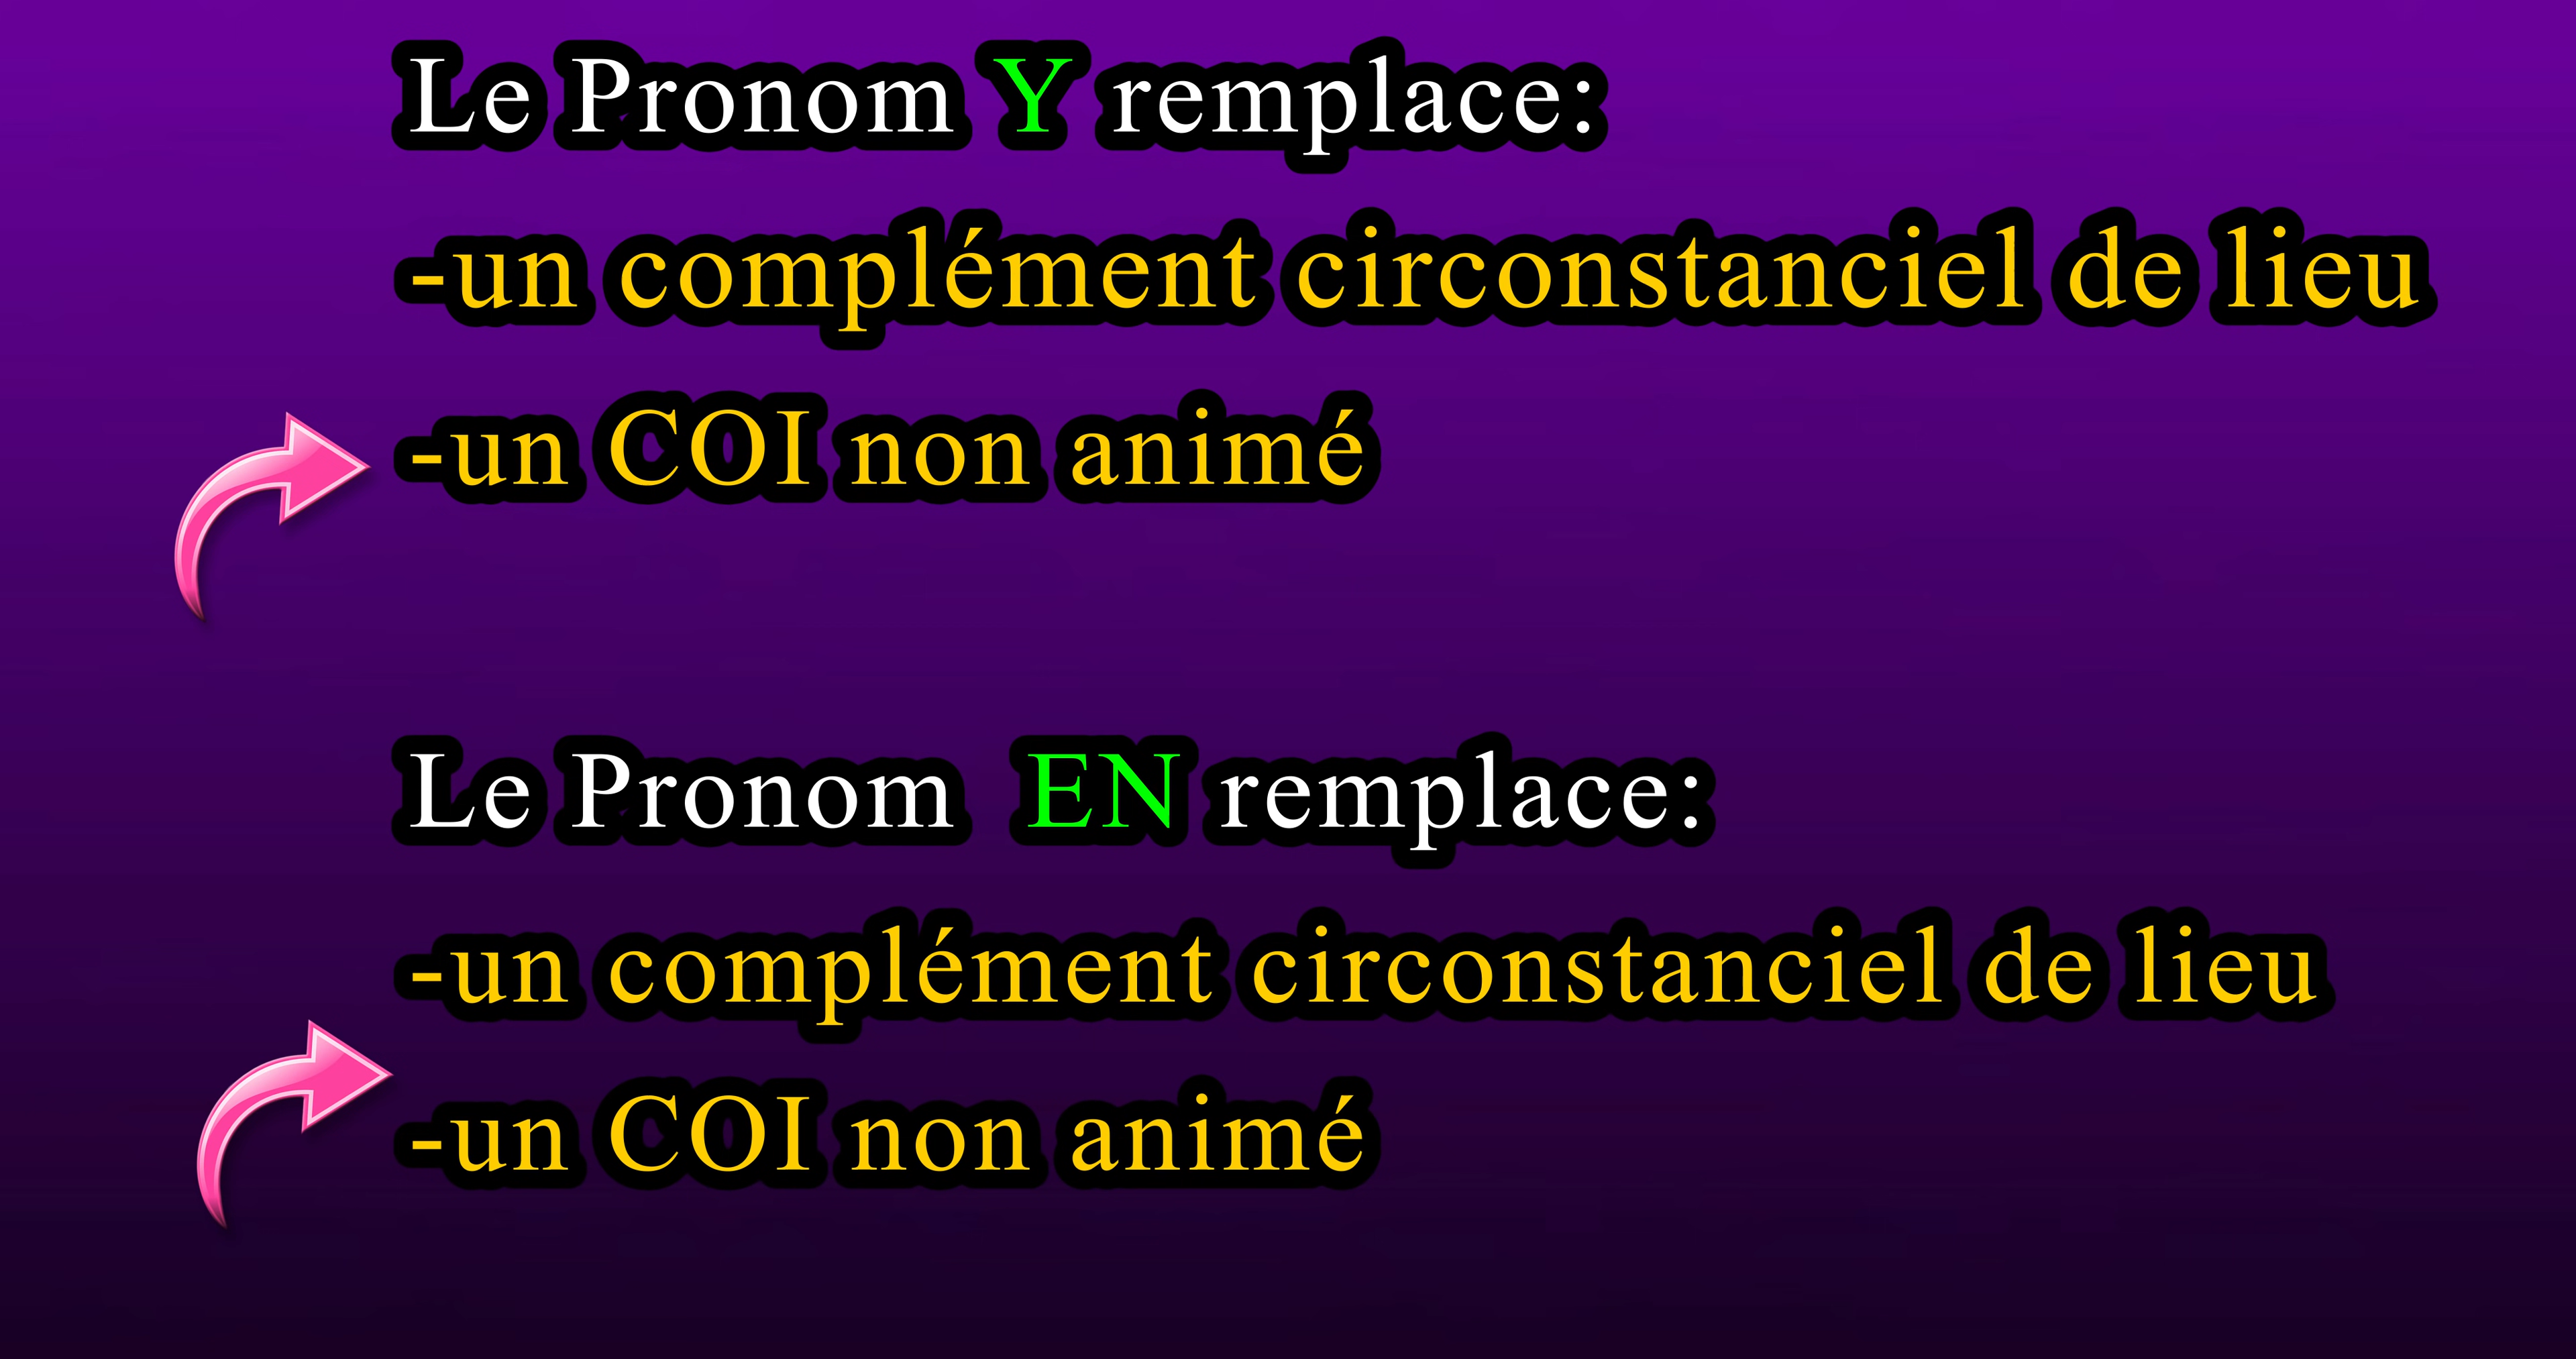 Le Pronom Y remplace:
-un complément circonstanciel de lieu
-un COI non animé
Le Pronom EN remplace:
-un complément circonstanciel de lieu
-un COI non animé